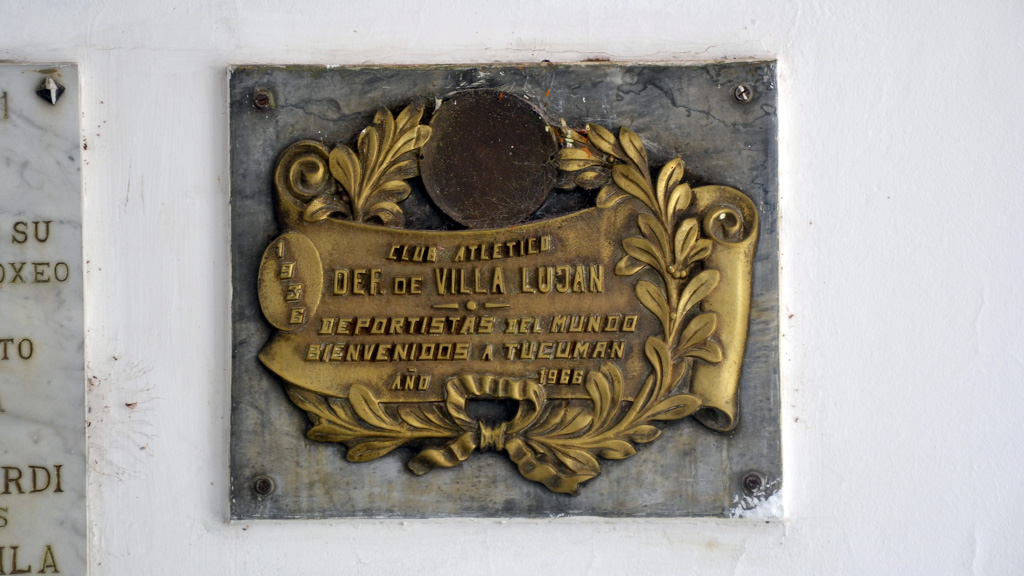 SU
OXEO
TO
RDI
S
ILA
1936
CLUB ATLETICO
DEF. DE VILLA LUJAN
DEPORTISTAS DEL MUNDO
BIENVENIDOS A TUCUMAN
AÑO 1966